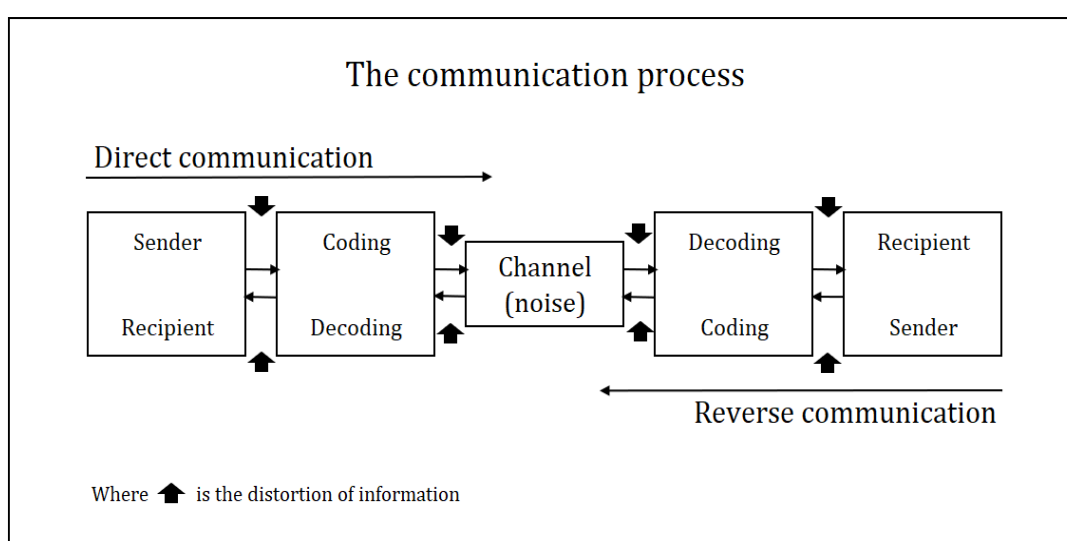 The communication process
Direct communication
Sender
Recipient
Coding
Decoding
Channel
(noise)
Decoding
Coding
Recipient
Sender
Reverse communication
Where is the distortion of information